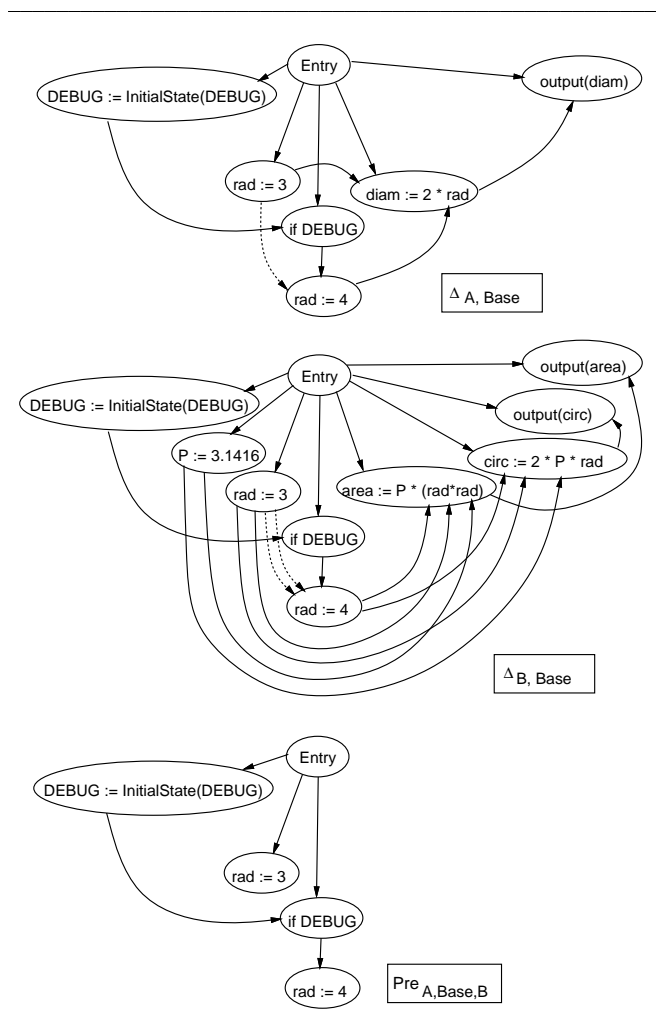 Entry
output(diam)
DEBUG := InitialState(DEBUG)
rad := 3
diam := 2 * rad
if DEBUG
rad := 4
Δ A, Base
output(area)
Entry
DEBUG := InitialState(DEBUG)
output(circ)
P := 3.1416
circ := 2 * P * rad
rad := 3
area := P * (rad*rad)
if DEBUG
rad := 4
Δ B, Base
Entry
DEBUG := InitialState(DEBUG)
rad := 3
if DEBUG
rad := 4
Pre A,Base,B